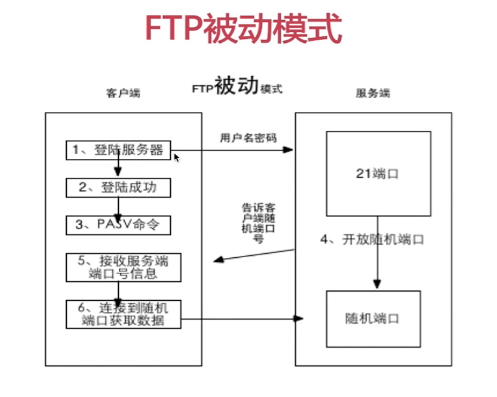 FTP被动模式
客户端
FTP被动模式
服务端
1、登陆服务器
用户名密码
2、登陆成功
21端口
3、PASV命令
告诉客
户端随
机端口
号
4、开放随机端口
5、接收服务端
端口号信息
6、连接到随机
端口获取数据
随机端口